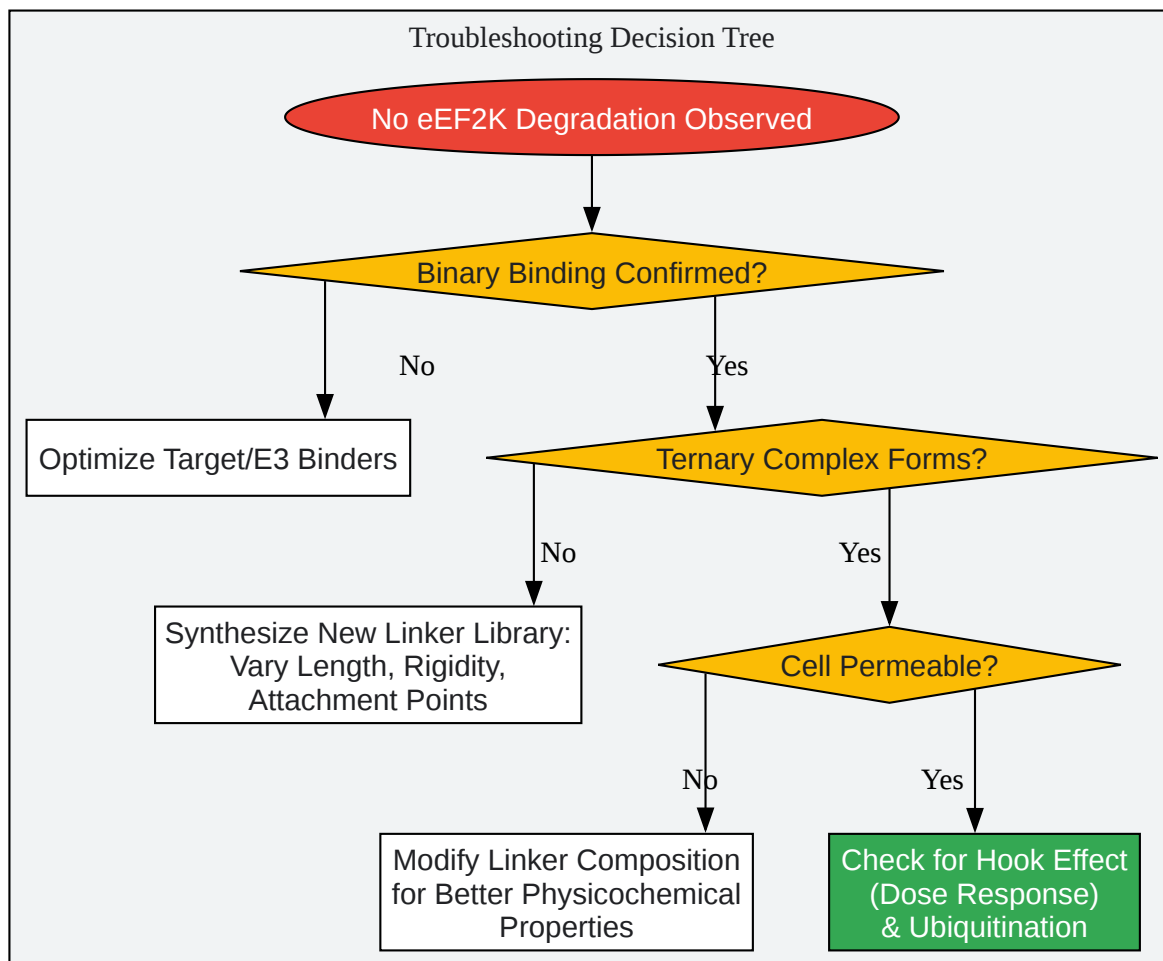 Troubleshooting Decision Tree
No eEF2K Degradation Observed
Binary Binding Confirmed?
No
Yes
Optimize Target/E3 Binders
Ternary Complex Forms?
No
Yes
Synthesize New Linker Library:
Vary Length, Rigidity,
Attachment Points
Cell Permeable?
No
Yes
Modify Linker Composition
for Better Physicochemical
Properties
Check for Hook Effect
(Dose Response)
& Ubiquitination